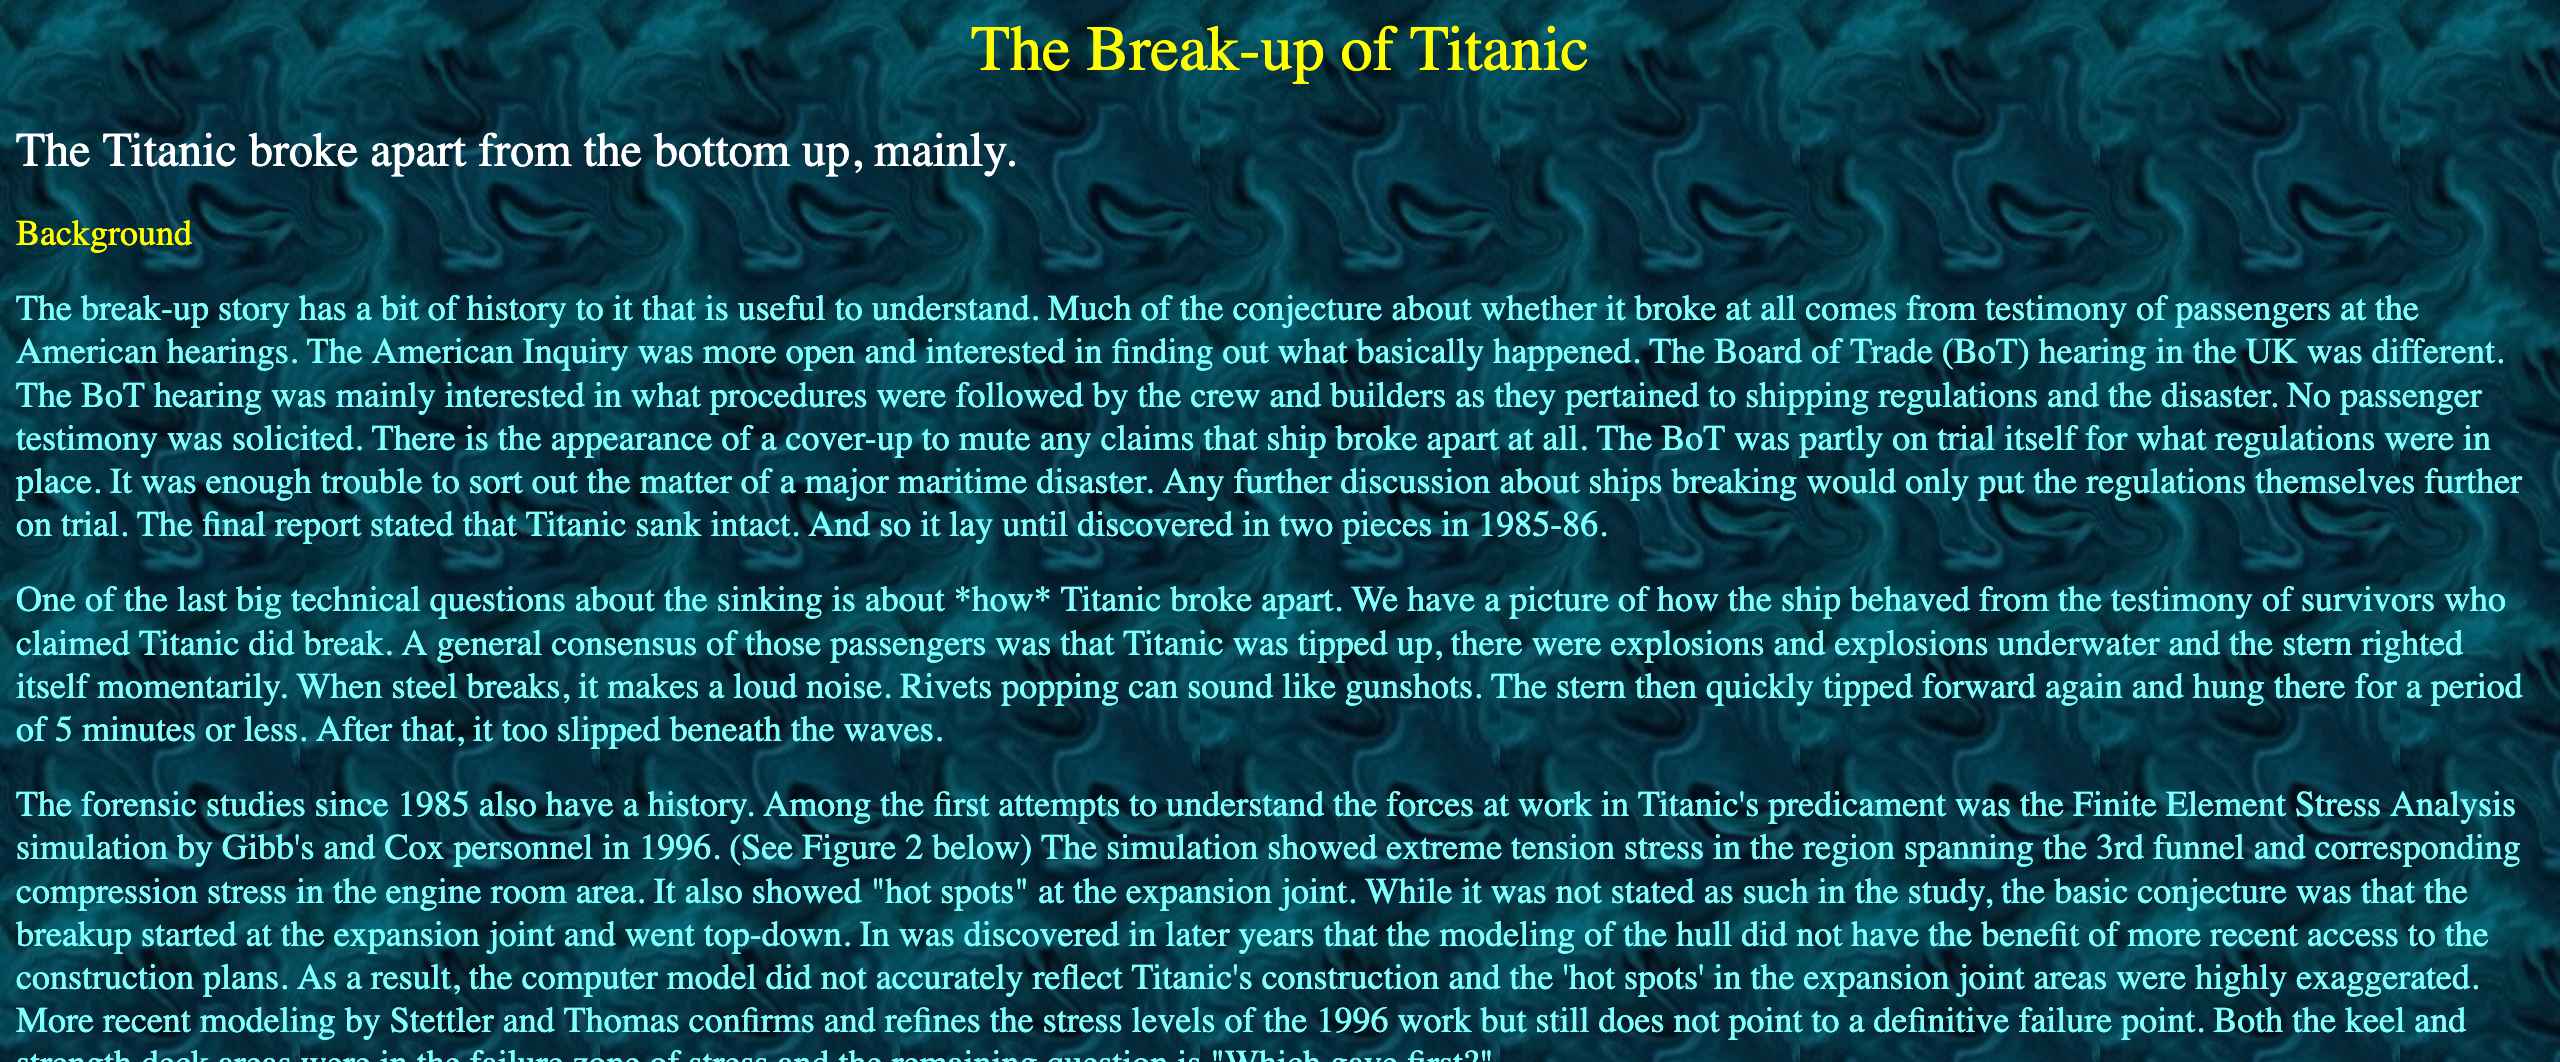 The Break-up of Titanic
The Titanic broke apart from the bottom up, mainly.
Background
The break-up story has a bit of history to it that is useful to understand. Much of the conjecture about whether it broke at all comes from testimony of passengers at the
American hearings. The American Inquiry was more open and interested in finding out what basically happened. The Board of Trade (BoT) hearing in the UK was different.
The BoT hearing was mainly interested in what procedures were followed by the crew and builders as they pertained to shipping regulations and the disaster. No passenger
testimony was solicited. There is the appearance of a cover-up to mute any claims that ship broke apart at all. The BoT was partly on trial itself for what regulations were in
place. It was enough trouble to sort out the matter of a major maritime disaster. Any further discussion about ships breaking would only put the regulations themselves further
on trial. The final report stated that Titanic sank intact. And so it lay until discovered in two pieces in 1985-86.
One of the last big technical questions about the sinking is about *how* Titanic broke apart. We have a picture of how the ship behaved from the testimony of survivors who
claimed Titanic did break. A general consensus of those passengers was that Titanic was tipped up, there were explosions and explosions underwater and the stern righted
itself momentarily. When steel breaks, it makes a loud noise. Rivets popping can sound like gunshots. The stern then quickly tipped forward again and hung there for a period
of 5 minutes or less. After that, it too slipped beneath the waves.
The forensic studies since 1985 also have a history. Among the first attempts to understand the forces at work in Titanic's predicament was the Finite Element Stress Analysis
simulation by Gibb's and Cox personnel in 1996. (See Figure 2 below) The simulation showed extreme tension stress in the region spanning the 3rd funnel and corresponding
compression stress in the engine room area. It also showed "hot spots" at the expansion joint. While it was not stated as such in the study, the basic conjecture was that the
breakup started at the expansion joint and went top-down. In was discovered in later years that the modeling of the hull did not have the benefit of more recent access to the
construction plans. As a result, the computer model did not accurately reflect Titanic's construction and the 'hot spots' in the expansion joint areas were highly exaggerated.
More recent modeling by Stettler and Thomas confirms and refines the stress levels of the 1996 work but still does not point to a definitive failure point. Both the keel and
strength deck areas were in the failure zone of stress and the remaining question is "Which gave first?"